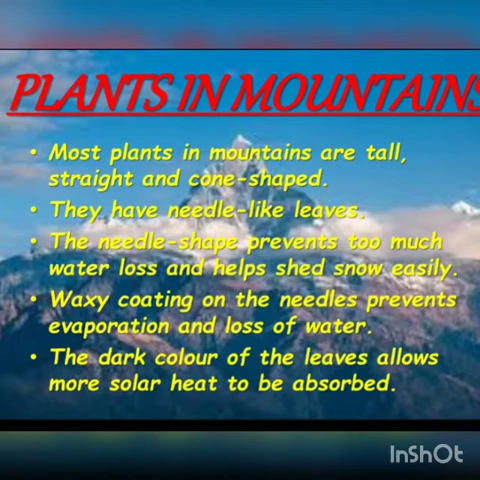 PLANTS IN MOUNTAINS
• Most plants in mountains are tall,
straight and cone-shaped.
• They have needle-like leaves.
• The needle-shape prevents too much
water loss and helps shed snow easily.
• Waxy coating on the needles prevents
evaporation and loss of water.
• The dark colour of the leaves allows
more solar heat to be absorbed.
InShOt